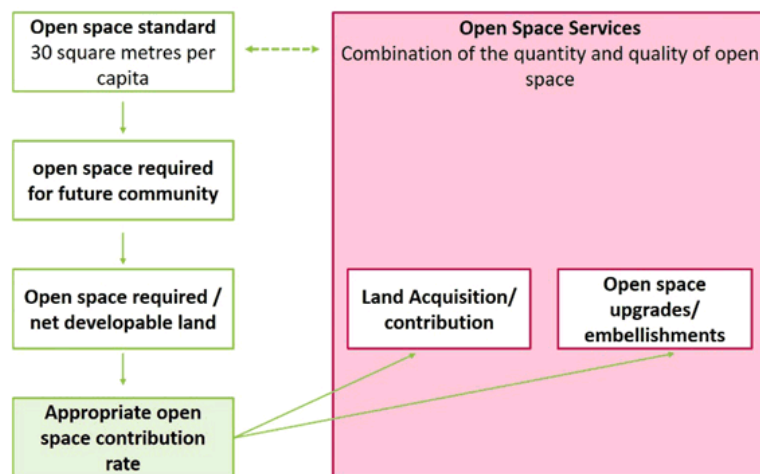 Open space standard
30 square metres per
capita
Open Space Services
Combination of the quantity and quality of open
space
open space required
for future community
Open space required /
net developable land
Land Acquisition/
contribution
Open space
upgrades/
embellishments
Appropriate open
space contribution
rate